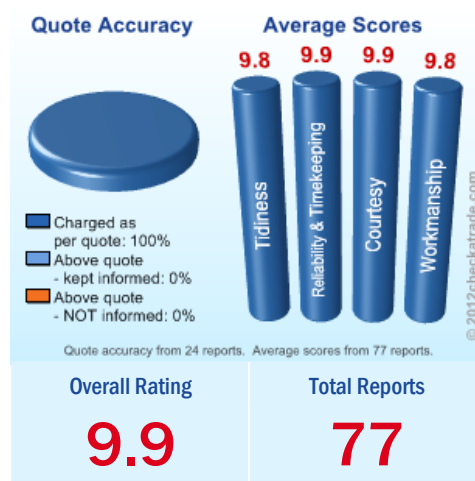 Quote Accuracy
Average Scores
9.8
9.9
9.9
9.8
Tidiness
Reliability & Timekeeping
Courtesy
Workmanship
Charged as
per quote: 100%
Above quote
- kept informed: 0%
Above quote
- NOT informed: 0%
© 2012checkatrade.com
Quote accuracy from 24 reports. Average scores from 77 reports.
Overall Rating
Total Reports
9.9
77